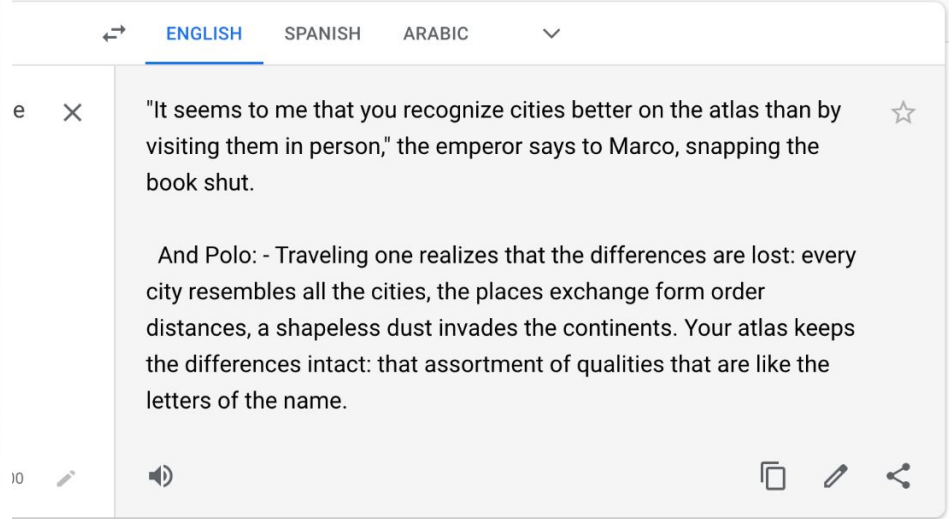 ENGLISH SPANISH ARABIC
e
"It seems to me that you recognize cities better on the atlas than by
visiting them in person," the emperor says to Marco, snapping the
book shut.
And Polo: - Traveling one realizes that the differences are lost: every
city resembles all the cities, the places exchange form order
distances, a shapeless dust invades the continents. Your atlas keeps
the differences intact: that assortment of qualities that are like the
letters of the name.
00